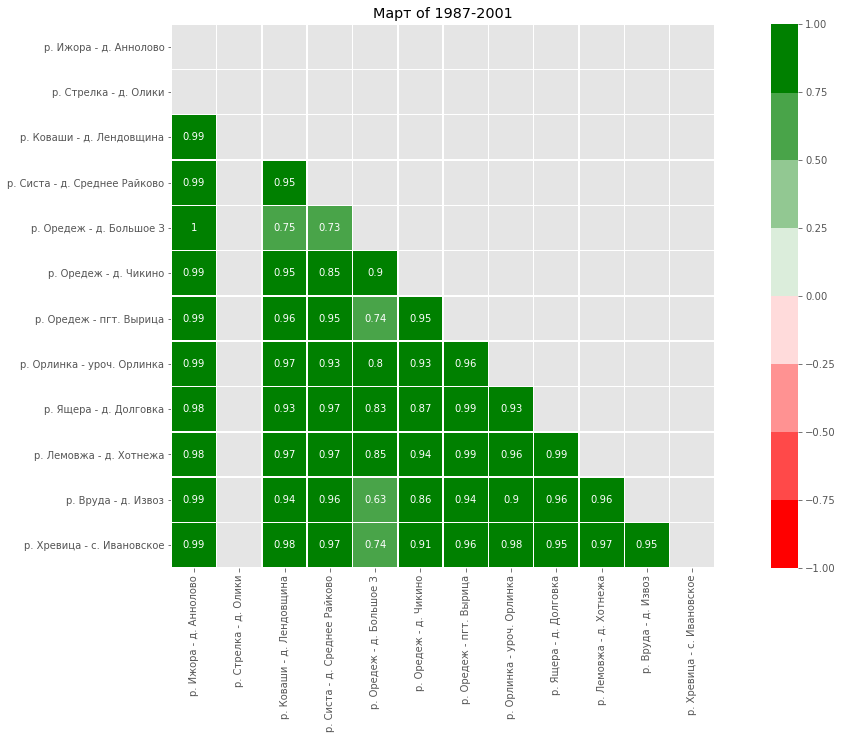 Март of 1987-2001
р. Ижора - д. Аннолово
р. Стрелка - д. Олики
р. Коваши - д. Лендовщина 0.99
р. Систа - д. Среднее Райково 0.99 0.95
р. Оредеж - д. Большое З 1 0.75 0.73
р. Оредеж - д. Чикино 0.99 0.95 0.85 0.9
р. Оредеж - пгт. Вырица 0.99 0.96 0.95 0.74 0.95
р. Орлинка - уроч. Орлинка 0.99 0.97 0.93 0.8 0.93 0.96
р. Ящера - д. Долговка 0.98 0.93 0.97 0.83 0.87 0.99 0.93
р. Лемовжа - д. Хотнежа 0.98 0.97 0.97 0.85 0.94 0.99 0.96 0.99
р. Вруда - д. Извоз 0.99 0.94 0.96 0.63 0.86 0.94 0.9 0.96 0.96
р. Хревица - с. Ивановское 0.99 0.98 0.97 0.74 0.91 0.96 0.98 0.95 0.97 0.95
р. Ижора - д. Аннолово
р. Стрелка - д. Олики
р. Коваши - д. Лендовщина
р. Систа - д. Среднее Райково
р. Оредеж - д. Большое З
р. Оредеж - д. Чикино
р. Оредеж - пгт. Вырица
р. Орлинка - уроч. Орлинка
р. Ящера - д. Долговка
р. Лемовжа - д. Хотнежа
р. Вруда - д. Извоз
р. Хревица - с. Ивановское
1.00
0.75
0.50
0.25
0.00
−0.25
−0.50
−0.75
−1.00